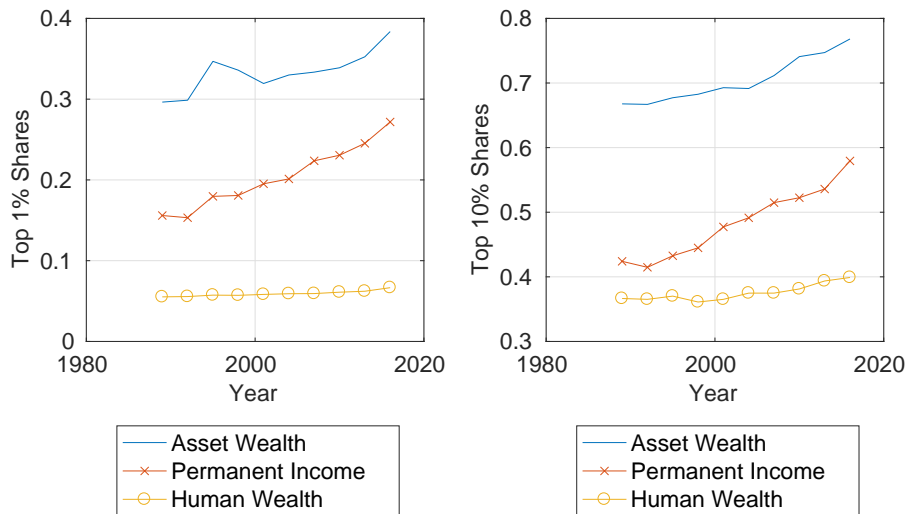 0.4
0.3
0.2
0.1
0
Top 1% Shares
1980
2000
2020
Year
Asset Wealth
Permanent Income
Human Wealth
0.8
0.7
0.6
0.5
0.4
0.3
Top 10% Shares
1980
2000
2020
Year
Asset Wealth
Permanent Income
Human Wealth